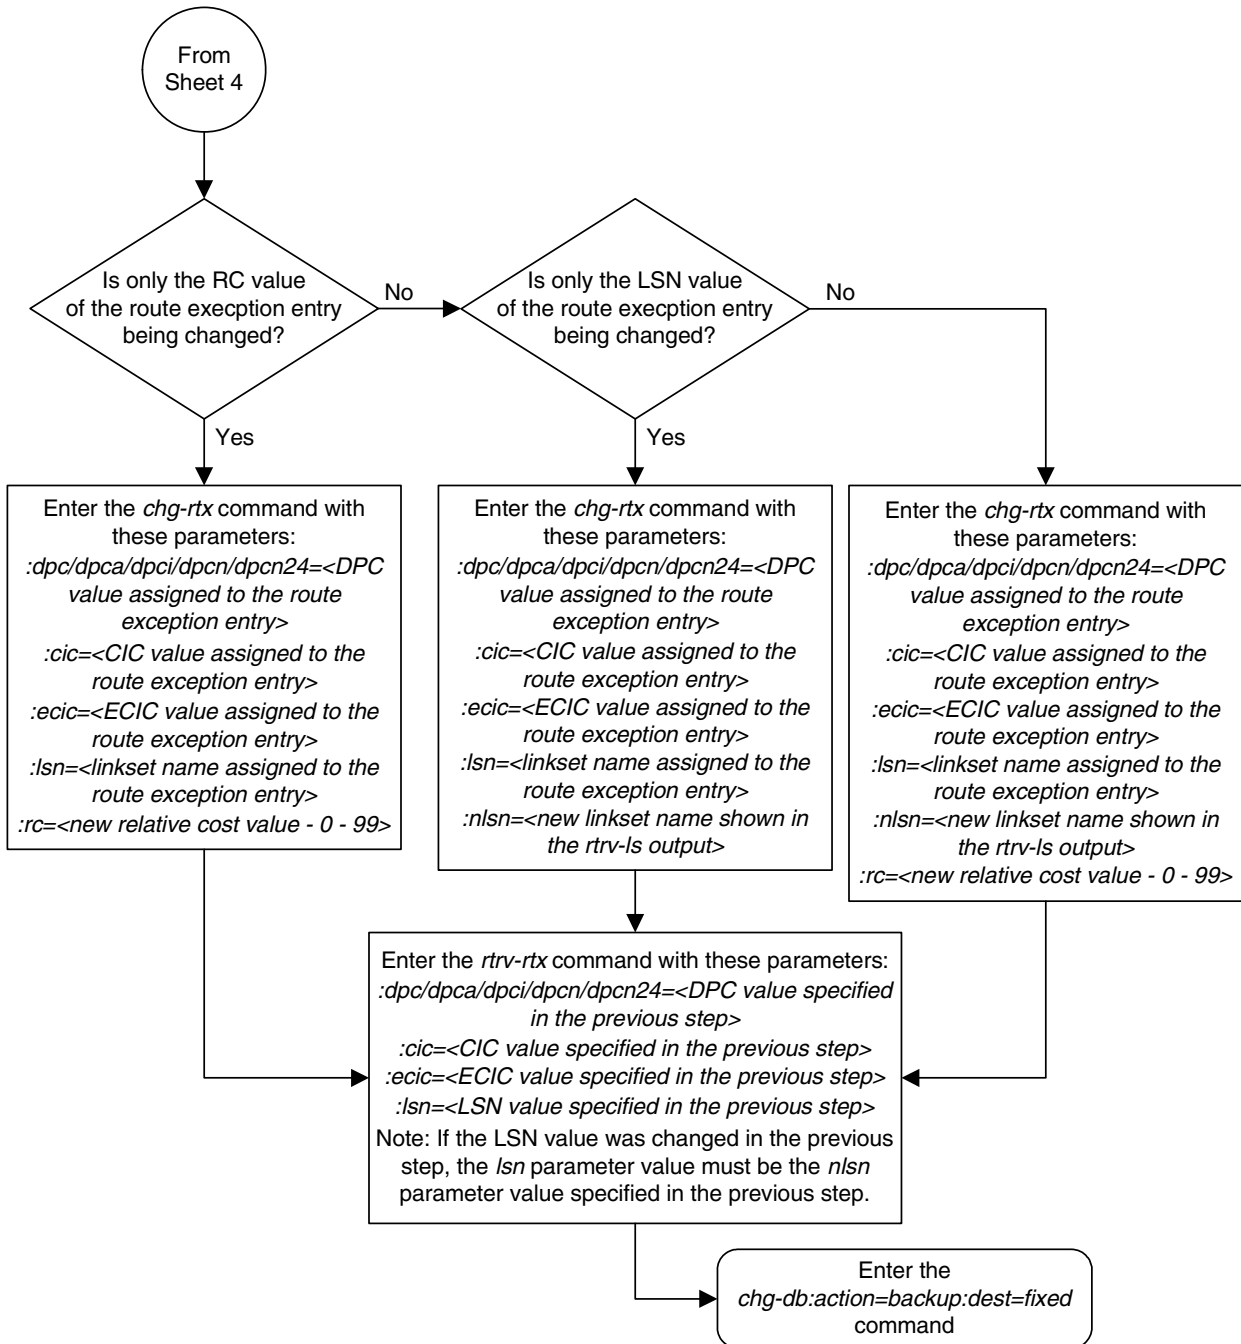 From
Sheet 4
Is only the RC value
of the route execption entry
being changed?
No
Is only the LSN value
of the route execption entry
being changed?
No
Yes
Yes
Enter the chg-rtx command with
these parameters:
:dpc/dpca/dpci/dpcn/dpcn24=<DPC
value assigned to the route
exception entry>
:cic=<CIC value assigned to the
route exception entry>
:ecic=<ECIC value assigned to the
route exception entry>
:lsn=<linkset name assigned to the
route exception entry>
:rc=<new relative cost value - 0 - 99>
Enter the chg-rtx command with
these parameters:
:dpc/dpca/dpci/dpcn/dpcn24=<DPC
value assigned to the route
exception entry>
:cic=<CIC value assigned to the
route exception entry>
:ecic=<ECIC value assigned to the
route exception entry>
:lsn=<linkset name assigned to the
route exception entry>
:nlsn=<new linkset name shown in
the rtrv-ls output>
Enter the chg-rtx command with
these parameters:
:dpc/dpca/dpci/dpcn/dpcn24=<DPC
value assigned to the route
exception entry>
:cic=<CIC value assigned to the
route exception entry>
:ecic=<ECIC value assigned to the
route exception entry>
:lsn=<linkset name assigned to the
route exception entry>
:nlsn=<new linkset name shown in
the rtrv-ls output>
:rc=<new relative cost value - 0 - 99>
Enter the rtrv-rtx command with these parameters:
:dpc/dpca/dpci/dpcn/dpcn24=<DPC value specified
in the previous step>
:cic=<CIC value specified in the previous step>
:ecic=<ECIC value specified in the previous step>
:lsn=<LSN value specified in the previous step>
Note: If the LSN value was changed in the previous
step, the lsn parameter value must be the nlsn
parameter value specified in the previous step.
Enter the
chg-db:action=backup:dest=fixed
command